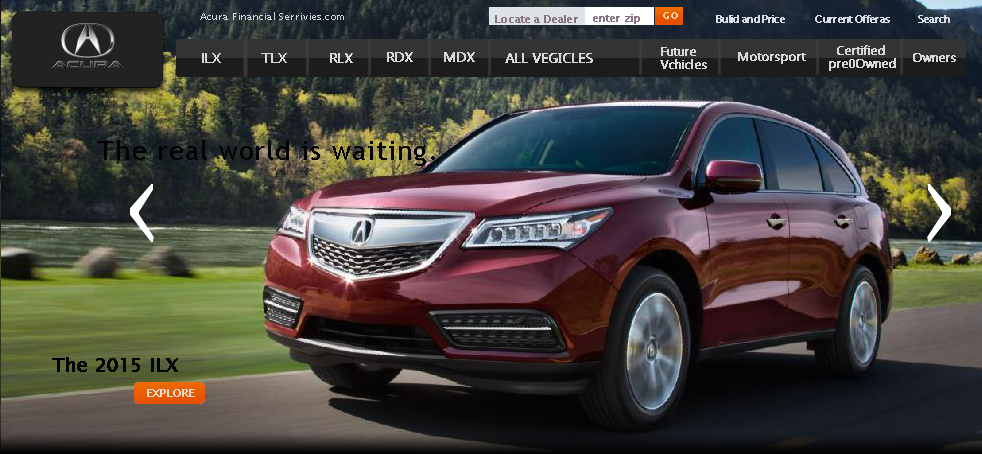 Acura Financial Serrivies.com
Locate a Dealer
enter zip
GO
Bulid and Price
Current Offeras
Search
ACURA
ILX
TLX
RLX
RDX
MDX
ALL VEGICLES
Future
Vchicles
Motorsport
Certified
pre0Owned
Owners
The real world is waiting.
The 2015 ILX
EXPLORE